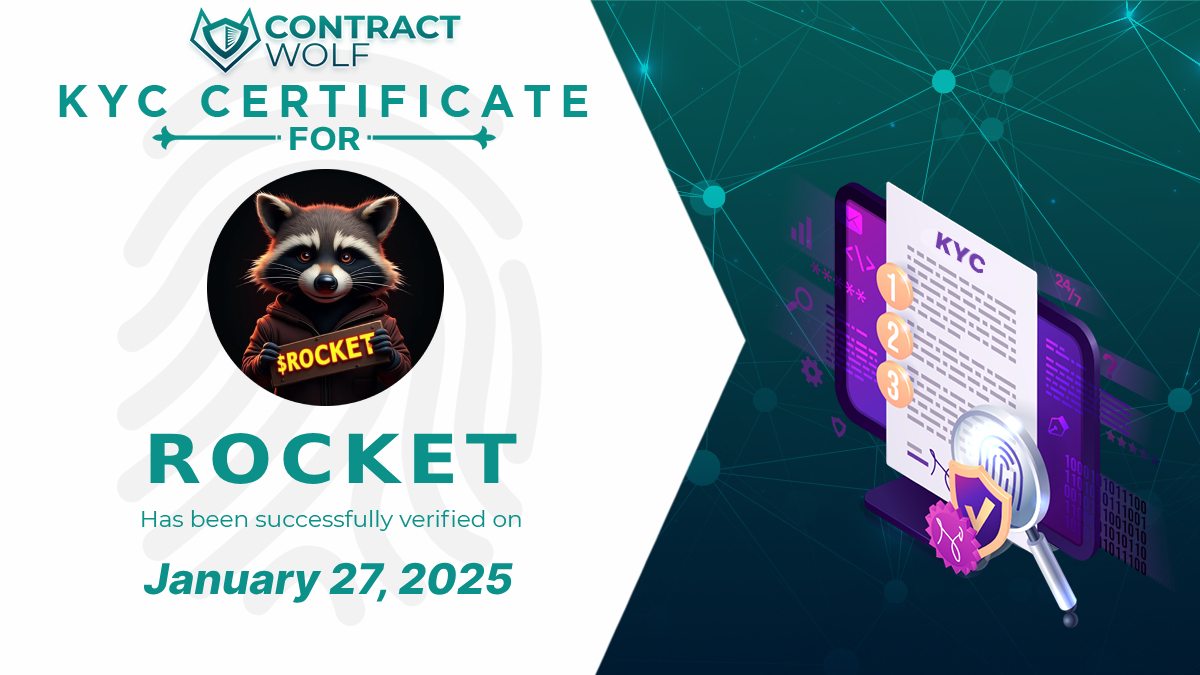 CONTRACT
WOLF
KYC CERTIFICATE
FOR
$ROCKET
ROCKET
Has been successfully verified on
January 27, 2025
KYC
1
2
3
</>
*****
24/7
?